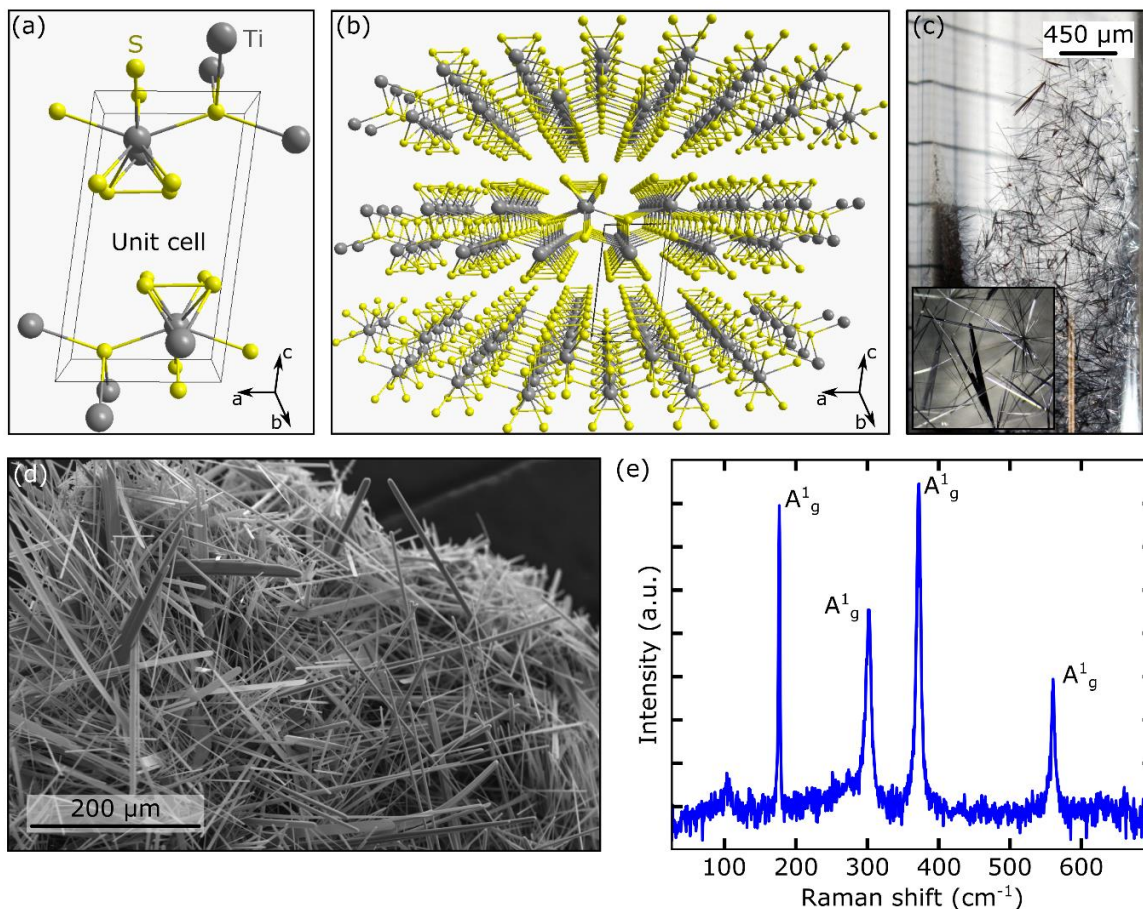 (a)
S
Ti
Unit cell
c
a
b
(b)
c
a
b
(c)
450 µm
(d)
200 µm
(e)
A¹g
A¹g
A¹g
A¹g
Intensity (a.u.)
100 200 300 400 500 600
Raman shift (cm⁻¹)